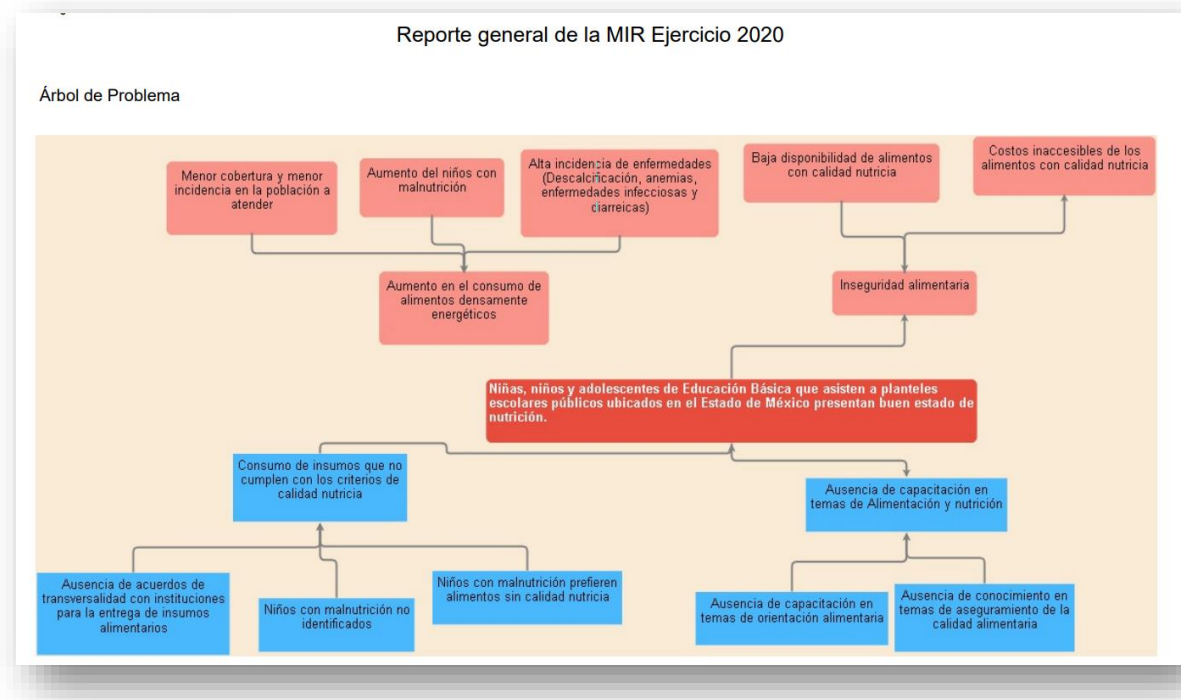 Reporte general de la MIR Ejercicio 2020
Árbol de Problema
Menor cobertura y menor
incidencia en la población a
atender
Aumento del niños con
malnutrición
Alta incidencia de enfermedades
(Descalcificación, anemias,
enfermedades infecciosas y
diarreicas)
Baja disponibilidad de alimentos
con calidad nutricia
Costos inaccesibles de los
alimentos con calidad nutricia
Aumento en el consumo de
alimentos densamente
energéticos
Inseguridad alimentaria
Niñas, niños y adolescentes de Educación Básica que asisten a planteles
escolares públicos ubicados en el Estado de México presentan buen estado de
nutrición.
Consumo de insumos que no
cumplen con los criterios de
calidad nutricia
Ausencia de capacitación en
temas de Alimentación y nutrición
Ausencia de acuerdos de
transversalidad con instituciones
para la entrega de insumos
alimentarios
Niños con malnutrición no
identificados
Niños con malnutrición prefieren
alimentos sin calidad nutricia
Ausencia de capacitación en
temas de orientación alimentaria
Ausencia de conocimiento en
temas de aseguramiento de la
calidad alimentaria